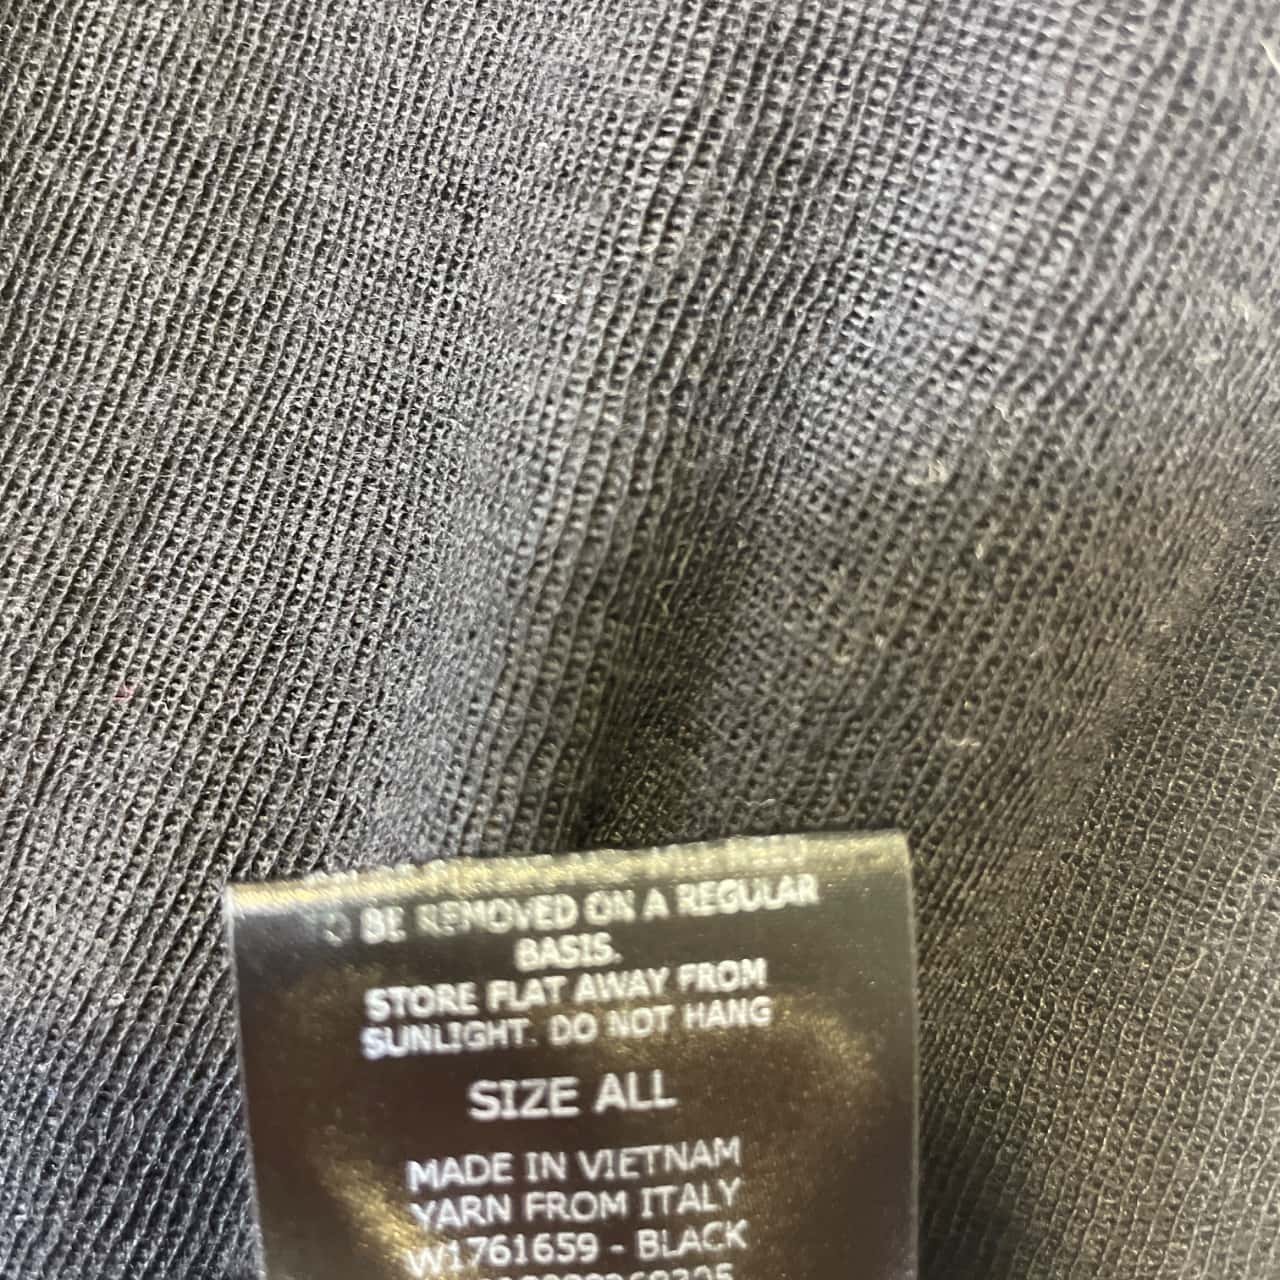 TO BE REMOVED ON A REGULAR
BASIS.
STORE FLAT AWAY FROM
SUNLIGHT. DO NOT HANG
SIZE ALL
MADE IN VIETNAM
YARN FROM ITALY
W1761659 - BLACK